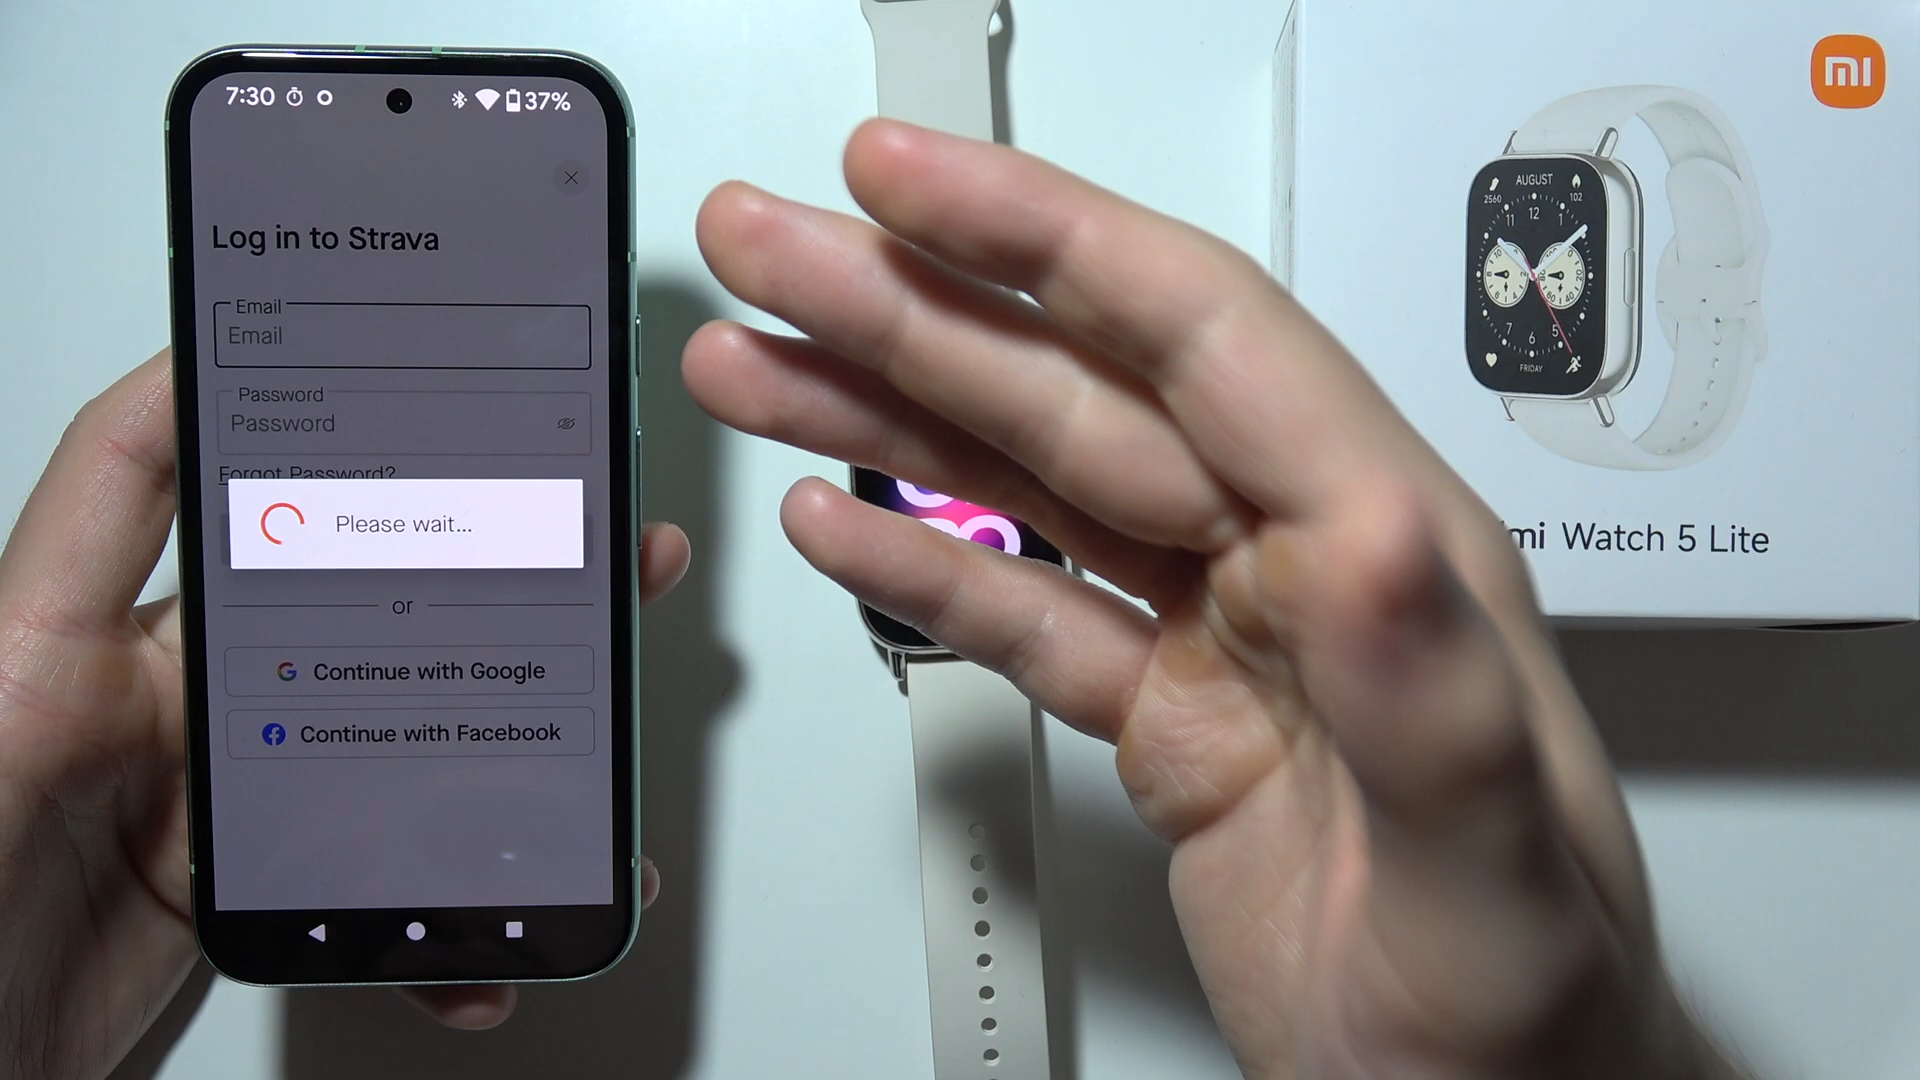 7:30
37%
Log in to Strava
Email
Email
Password
Password
Forgot Password?
Please wait...
or
Continue with Google
Continue with Facebook
mi
AUGUST
2560
102
11 12 1
7 6 5
FRIDAY
mi Watch 5 Lite